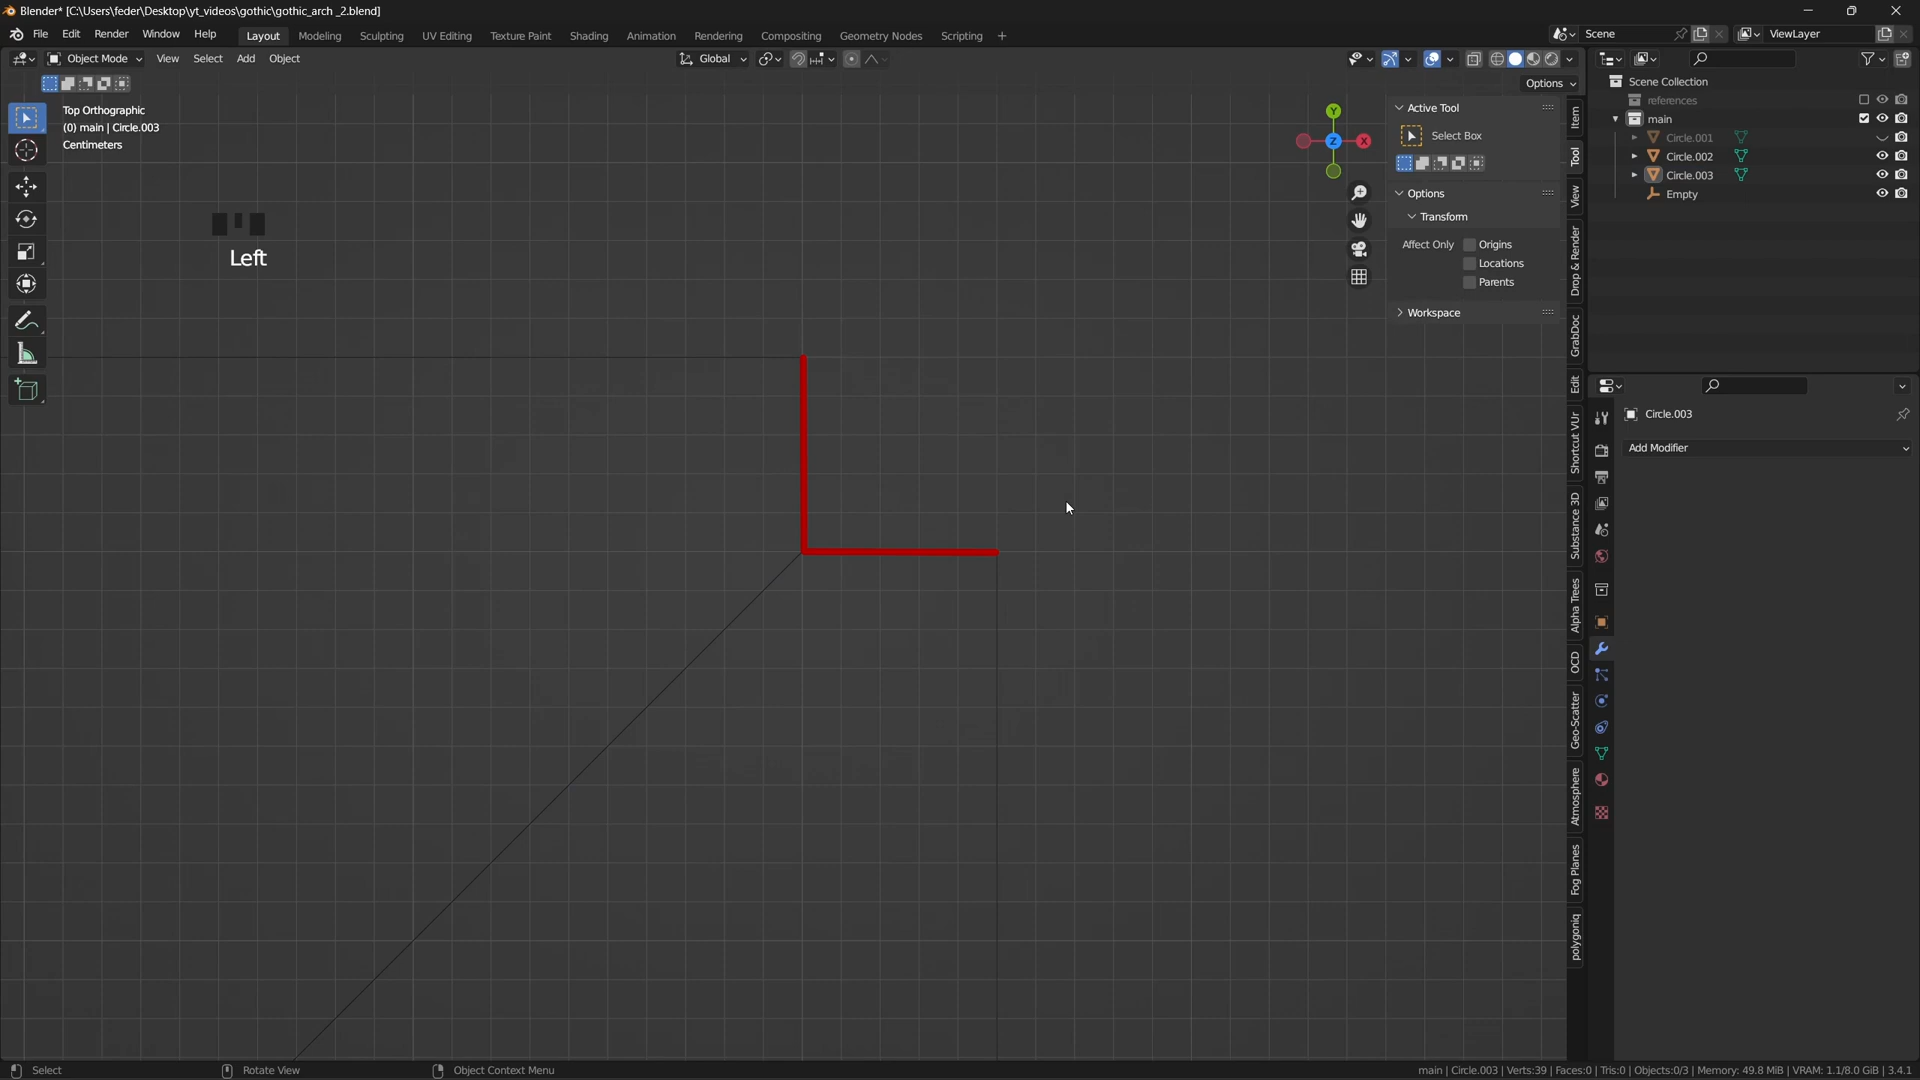 Blender* [C:\Users\feder\Desktop\yt_videos\gothic\gothic_arch _2.blend]
File Edit Render Window Help Layout Modeling Sculpting UV Editing Texture Paint Shading Animation Rendering Compositing Geometry Nodes Scripting + Scene ViewLayer
Object Mode View Select Add Object Global
Options
Top Orthographic
(0) main | Circle.003
Centimeters
Left
Y
X
Z
Active Tool
Select Box
Options
Transform
Affect Only Origins
Locations
Parents
Workspace
Item
Tool
View
Drop & Render
GrabDoc
Edit
Shortcut VUr
Substance 3D
Alpha Trees
OCD
Geo-Scatter
Atmosphere
Fog Planes
polygoniq
Scene Collection
references
main
Circle.001
Circle.002
Circle.003
Empty
Circle.003
Add Modifier
Select Rotate View Object Context Menu
main | Circle.003 | Verts:39 | Faces:0 | Tris:0 | Objects:0/3 | Memory: 49.8 MiB | VRAM: 1.1/8.0 GiB | 3.4.1